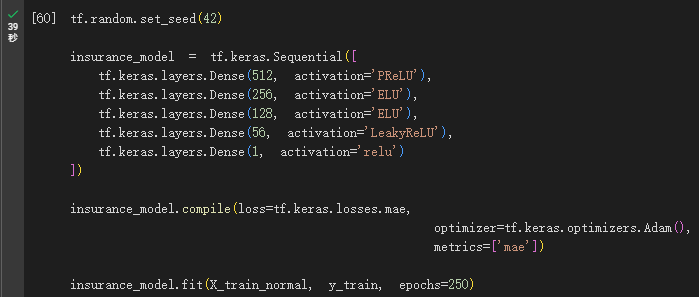 39
秒
[60] tf.random.set_seed(42)
insurance_model = tf.keras.Sequential([
tf.keras.layers.Dense(512, activation='PReLU'),
tf.keras.layers.Dense(256, activation='ELU'),
tf.keras.layers.Dense(128, activation='ELU'),
tf.keras.layers.Dense(56, activation='LeakyReLU'),
tf.keras.layers.Dense(1, activation='relu')
])
insurance_model.compile(loss=tf.keras.losses.mae,
optimizer=tf.keras.optimizers.Adam(),
metrics=['mae'])
insurance_model.fit(X_train_normal, y_train, epochs=250)